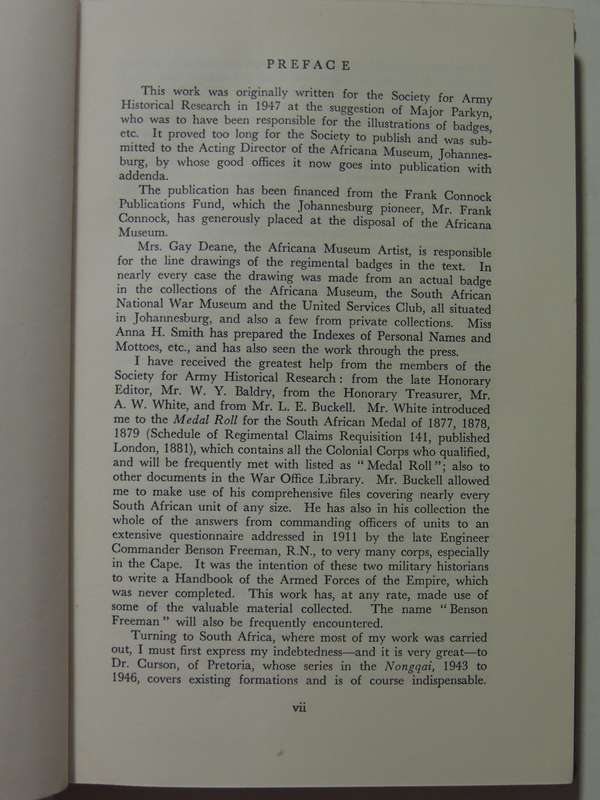 PREFACE
This work was originally written for the Society for Army
Historical Research in 1947 at the suggestion of Major Parkyn,
who was to have been responsible for the illustrations of badges,
etc. It proved too long for the Society to publish and was sub-
mitted to the Acting Director of the Africana Museum, Johannes-
burg, by whose good offices it now goes into publication with
addenda.
The publication has been financed from the Frank Connock
Publications Fund, which the Johannesburg pioneer, Mr. Frank
Connock, has generously placed at the disposal of the Africana
Museum.
Mrs. Gay Deane, the Africana Museum Artist, is responsible
for the line drawings of the regimental badges in the text. In
nearly every case the drawing was made from an actual badge
in the collections of the Africana Museum, the South African
National War Museum and the United Services Club, all situated
in Johannesburg, and also a few from private collections. Miss
Anna H. Smith has prepared the Indexes of Personal Names and
Mottoes, etc., and has also seen the work through the press.
I have received the greatest help from the members of the
Society for Army Historical Research: from the late Honorary
Editor, Mr. W. Y. Baldry, from the Honorary Treasurer, Mr.
A. W. White, and from Mr. L. E. Buckell. Mr. White introduced
me to the Medal Roll for the South African Medal of 1877, 1878,
1879 (Schedule of Regimental Claims Requisition 141, published
London, 1881), which contains all the Colonial Corps who qualified,
and will be frequently met with listed as "Medal Roll"; also to
other documents in the War Office Library. Mr. Buckell allowed
me to make use of his comprehensive files covering nearly every
South African unit of any size. He has also in his collection the
whole of the answers from commanding officers of units to an
extensive questionnaire addressed in 1911 by the late Engineer
Commander Benson Freeman, R.N., to very many corps, especially
in the Cape. It was the intention of these two military historians
to write a Handbook of the Armed Forces of the Empire, which
was never completed. This work has, at any rate, made use of
some of the valuable material collected. The name "Benson
Freeman" will also be frequently encountered.
Turning to South Africa, where most of my work was carried
out, I must first express my indebtedness—and it is very great—to
Dr. Curson, of Pretoria, whose series in the Nongqai, 1943 to
1946, covers existing formations and is of course indispensable.
vii